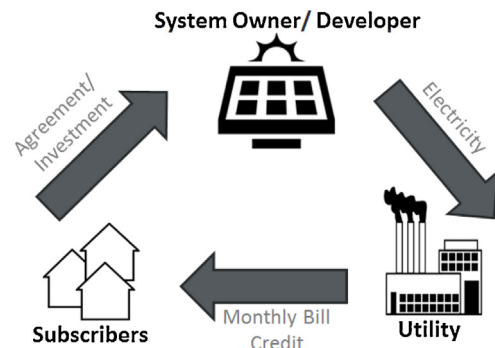 System Owner/ Developer
Agreement/
Investment
Electricity
Monthly Bill
Credit
Subscribers
Utility